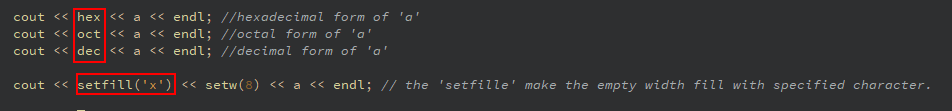 cout << hex << a << endl; //hexadecimal form of 'a'
cout << oct << a << endl; //octal form of 'a'
cout << dec << a << endl; //decimal form of 'a'
cout << setfill('x') << setw(8) << a << endl; // the 'setfille' make the empty width fill with specified character.